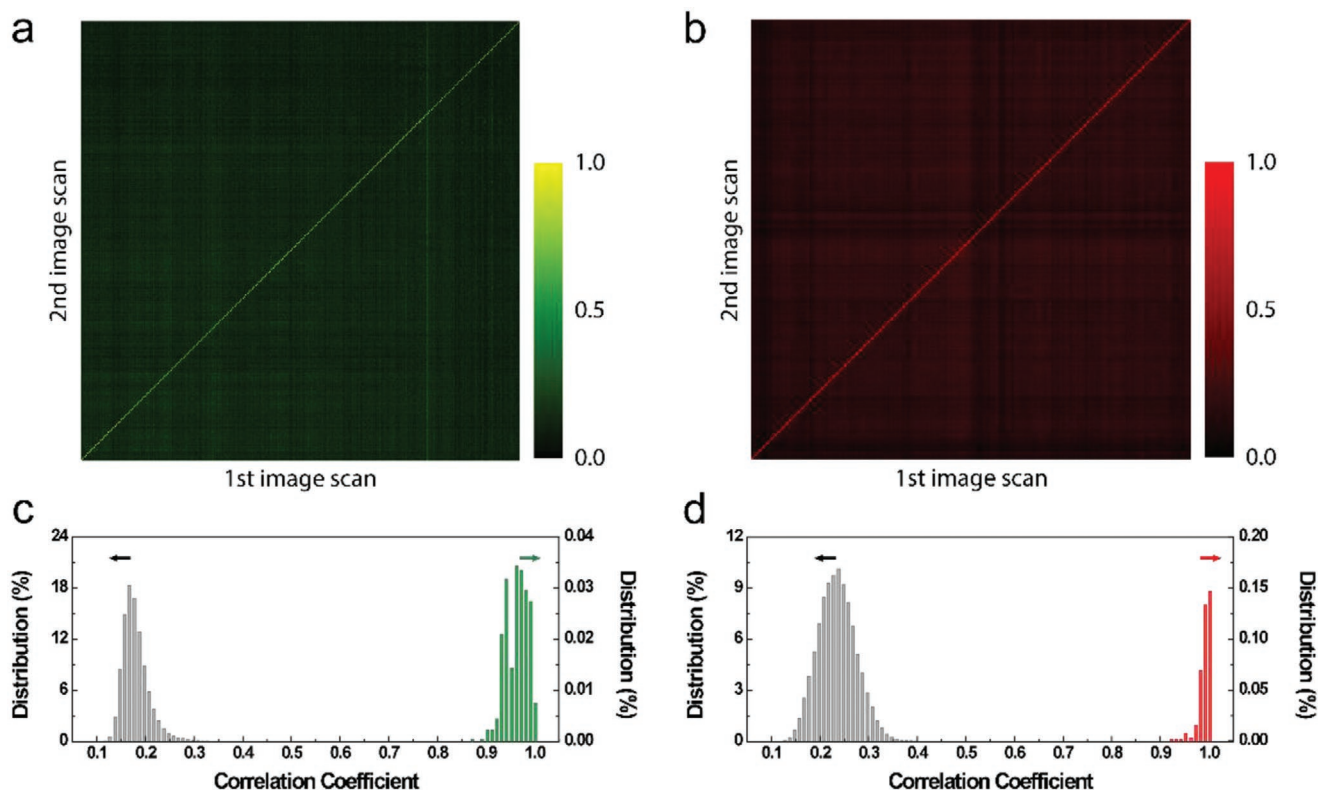 a
2nd image scan
1st image scan
1.0
0.5
0.0
b
2nd image scan
1st image scan
1.0
0.5
0.0
c
Distribution (%)
24
18
12
6
0
0.04
0.03
0.02
0.01
0.00
Distribution (%)
0.1 0.2 0.3 0.4 0.5 0.6 0.7 0.8 0.9 1.0
Correlation Coefficient
d
Distribution (%)
12
9
6
3
0
0.20
0.15
0.10
0.05
0.00
Distribution (%)
0.1 0.2 0.3 0.4 0.5 0.6 0.7 0.8 0.9 1.0
Correlation Coefficient